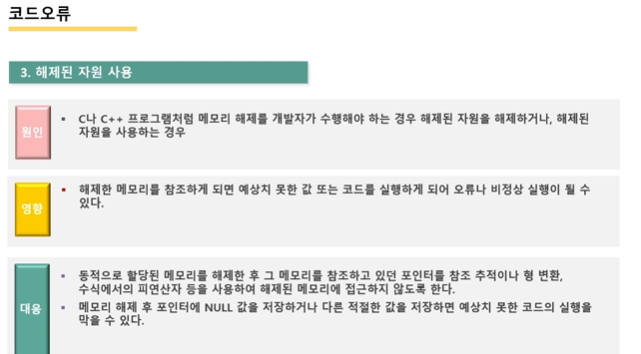 코드오류
3. 해제된 자원 사용
원인
▪ C나 C++ 프로그램처럼 메모리 해제를 개발자가 수행해야 하는 경우 해제된 자원을 해제하거나, 해제된
자원을 사용하는 경우
영향
▪ 해제한 메모리를 참조하게 되면 예상치 못한 값 또는 코드를 실행하게 되어 오류나 비정상 실행이 될 수
있다.
대응
▪ 동적으로 할당된 메모리를 해제한 후 그 메모리를 참조하고 있던 포인터를 참조 추적이나 형 변환,
수식에서의 피연산자 등을 사용하여 해제된 메모리에 접근하지 않도록 한다.
▪ 메모리 해제 후 포인터에 NULL 값을 저장하거나 다른 적절한 값을 저장하면 예상치 못한 코드의 실행을
막을 수 있다.